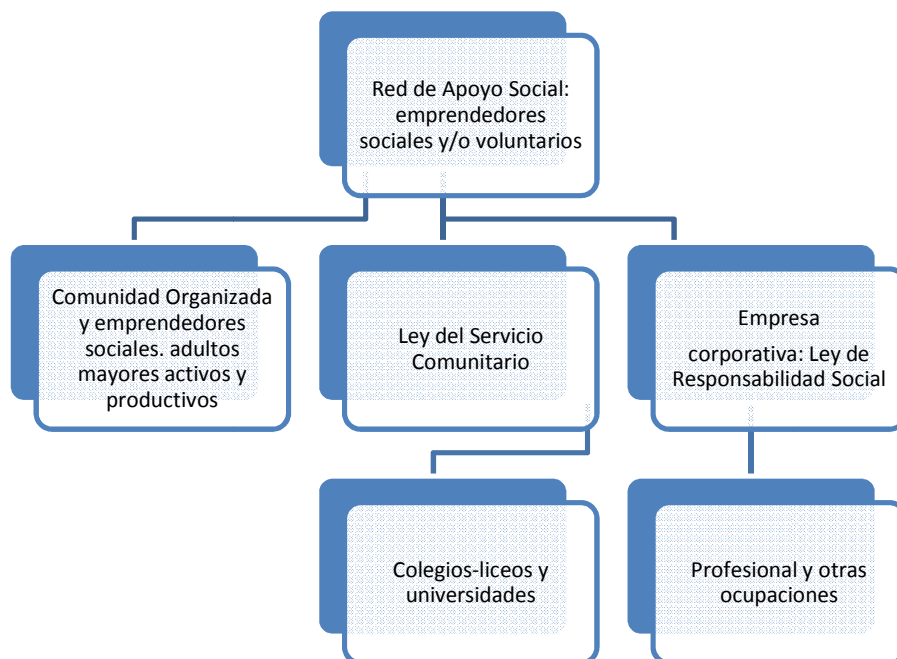 Red de Apoyo Social:
emprendedores
sociales y/o voluntarios
Comunidad Organizada
y emprendedores
sociales. adultos
mayores activos y
productivos
Ley del Servicio
Comunitario
Empresa
corporativa: Ley de
Responsabilidad Social
Colegios-liceos y
universidades
Profesional y otras
ocupaciones